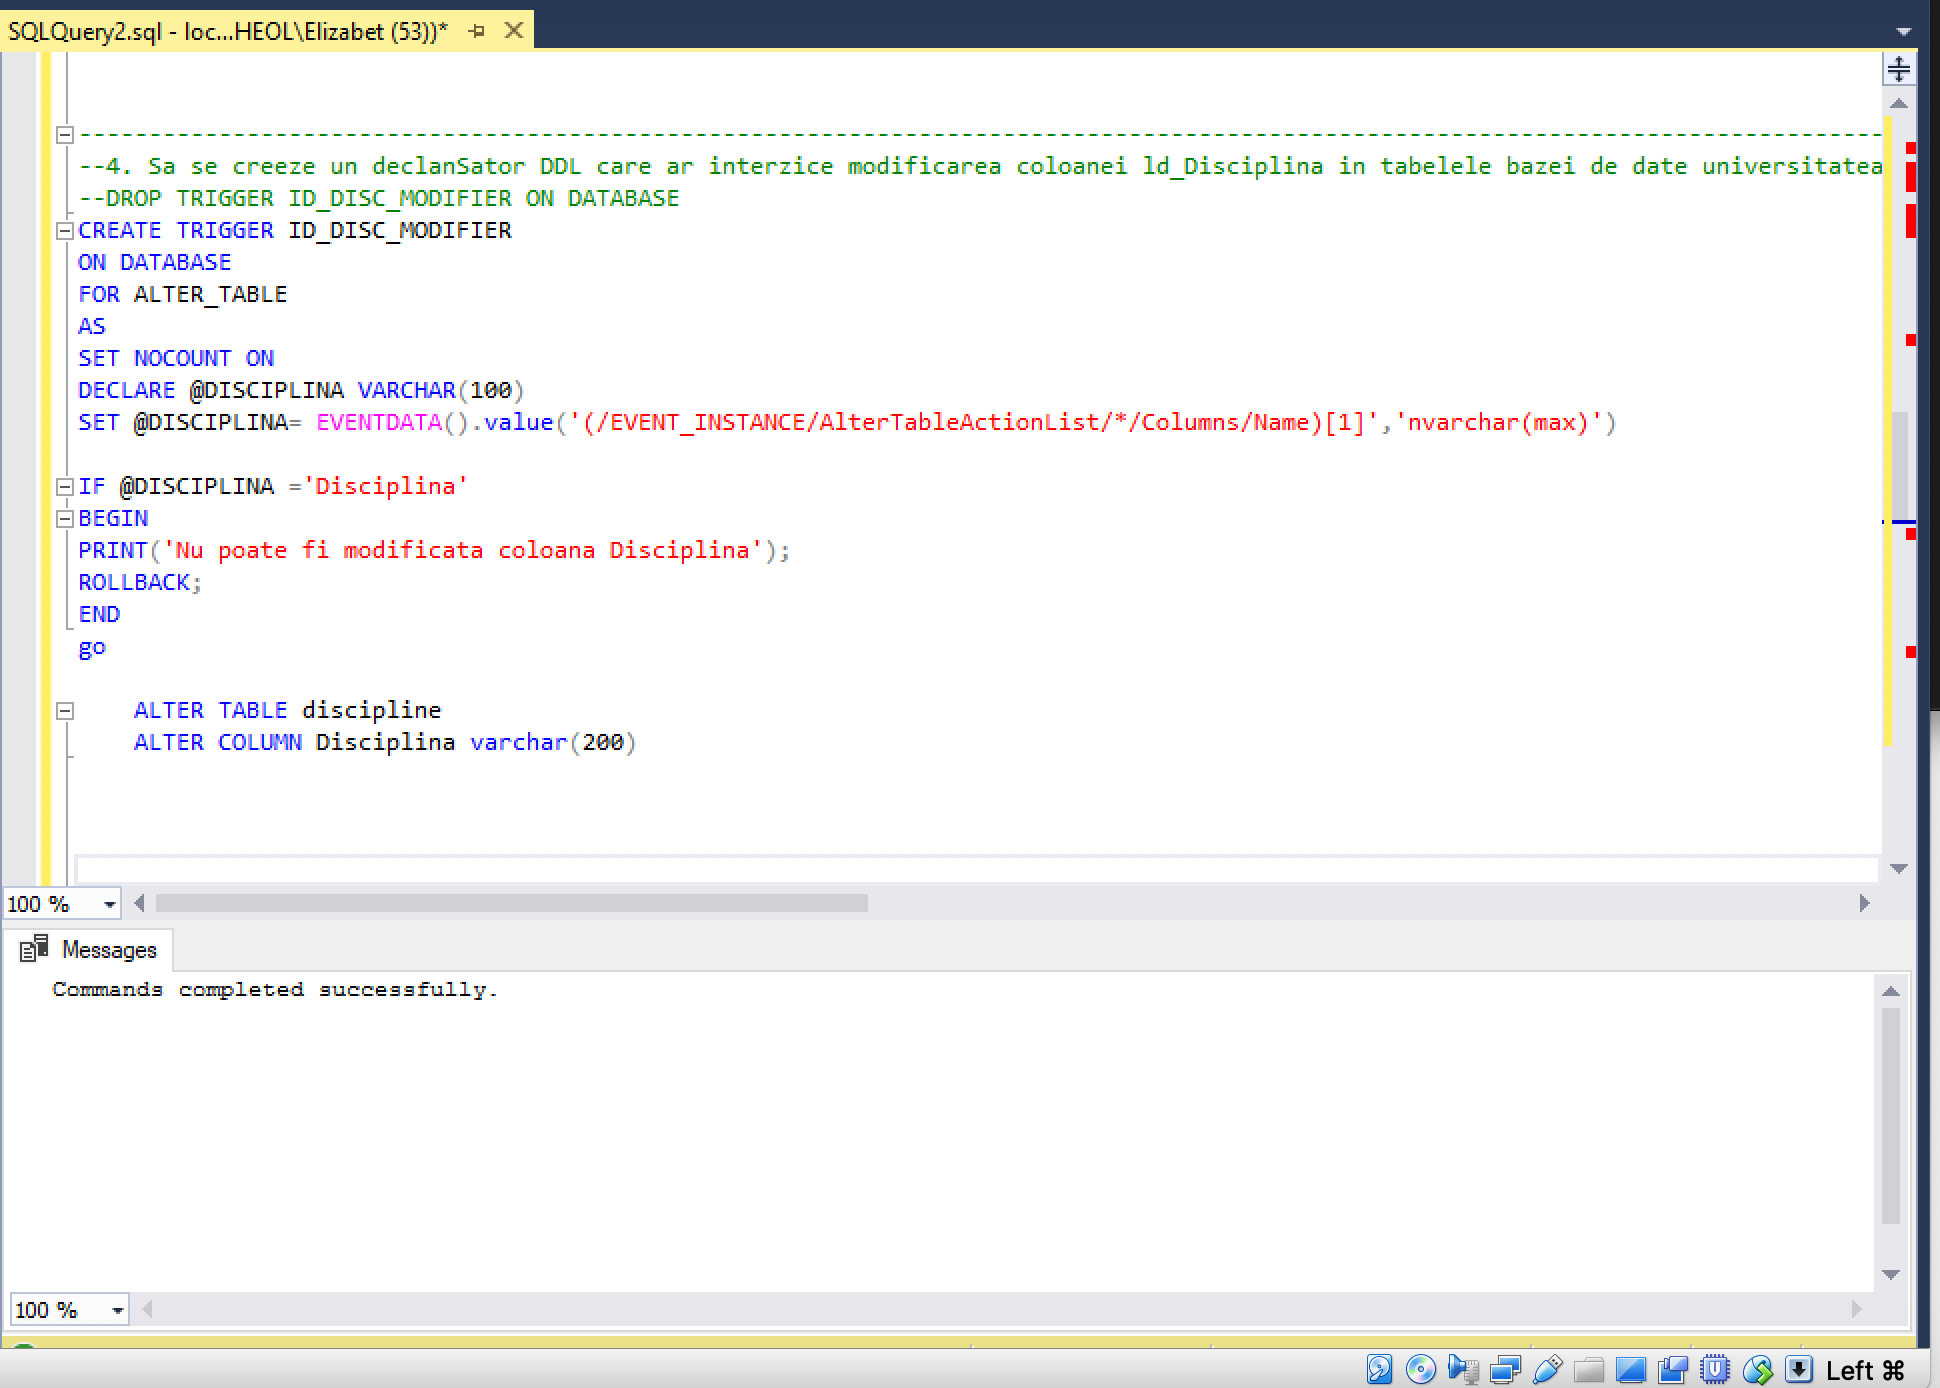 SQLQuery2.sql - loc...HEOL\Elizabet (53))*
--------------------------------------------------------------------------------------------------------------------------------
--4. Sa se creeze un declanSator DDL care ar interzice modificarea coloanei ld_Disciplina in tabelele bazei de date universitatea
--DROP TRIGGER ID_DISC_MODIFIER ON DATABASE
CREATE TRIGGER ID_DISC_MODIFIER
ON DATABASE
FOR ALTER_TABLE
AS
SET NOCOUNT ON
DECLARE @DISCIPLINA VARCHAR(100)
SET @DISCIPLINA= EVENTDATA().value('(/EVENT_INSTANCE/AlterTableActionList/*/Columns/Name)[1]','nvarchar(max)')
IF @DISCIPLINA ='Disciplina'
BEGIN
PRINT('Nu poate fi modificata coloana Disciplina');
ROLLBACK;
END
go
ALTER TABLE discipline
ALTER COLUMN Disciplina varchar(200)
100 %
Messages
Commands completed successfully.
100 %
Left ⌘